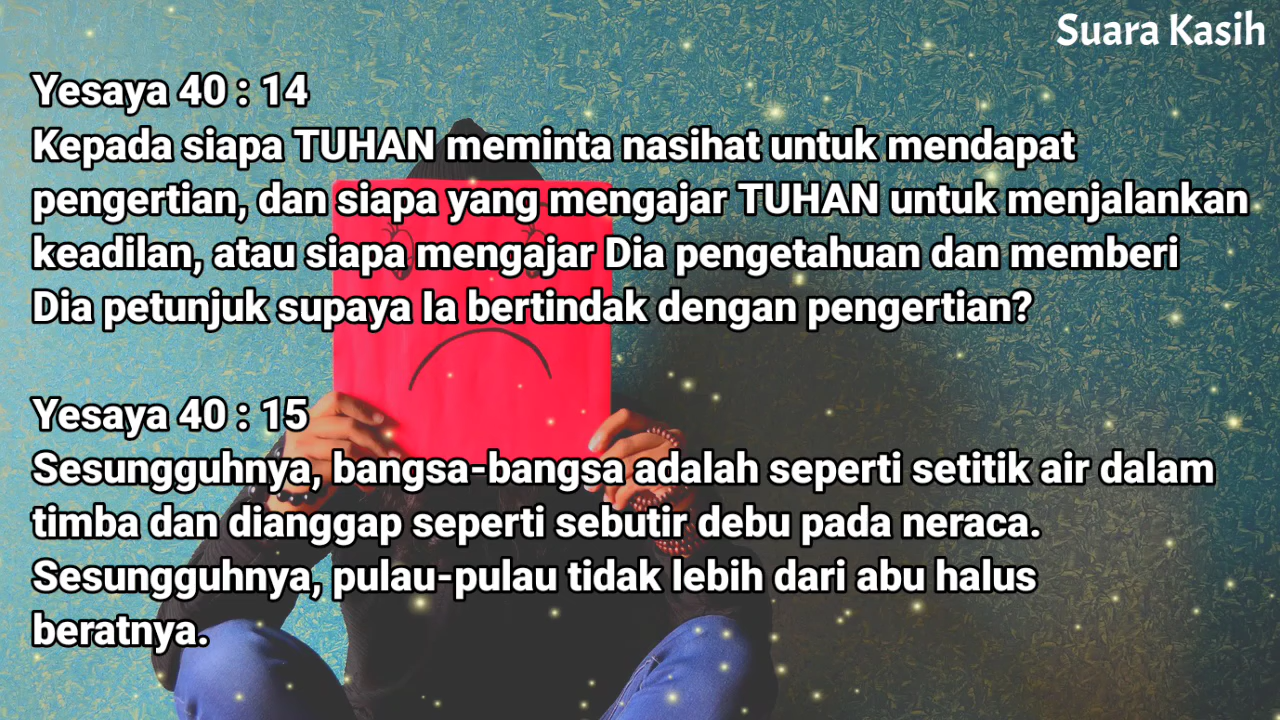 Suara Kasih
Yesaya 40 : 14
Kepada siapa TUHAN meminta nasihat untuk mendapat
pengertian, dan siapa yang mengajar TUHAN untuk menjalankan
keadilan, atau siapa mengajar Dia pengetahuan dan memberi
Dia petunjuk supaya Ia bertindak dengan pengertian?
Yesaya 40 : 15
Sesungguhnya, bangsa-bangsa adalah seperti setitik air dalam
timba dan dianggap seperti sebutir debu pada neraca.
Sesungguhnya, pulau-pulau tidak lebih dari abu halus
beratnya.